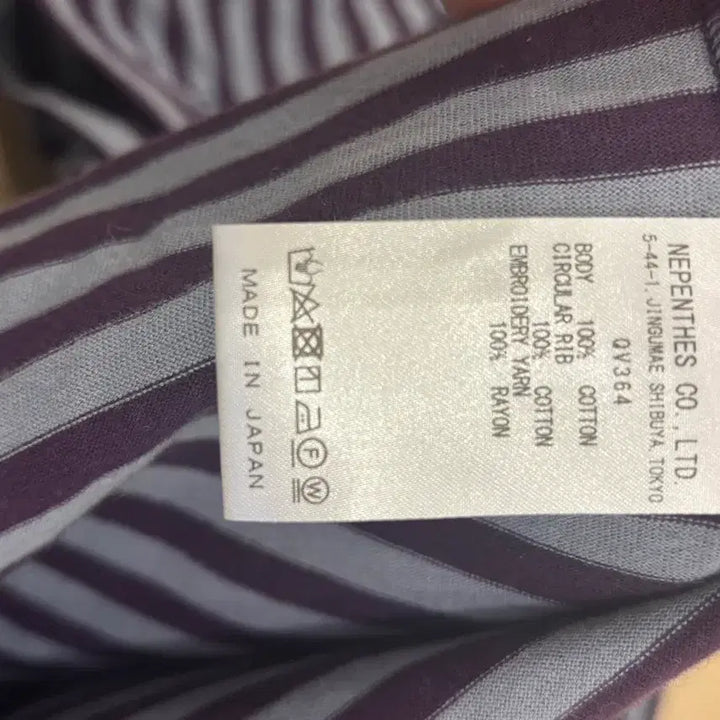 NEPENTHES CO., LTD.
5-44-1, JINGUMAE SHIBUYA TOKYO
QV364
BODY 100% COTTON
CIRCULAR RIB
100% COTTON
EMBROIDERY YARN
100% RAYON
F
W
MADE IN JAPAN